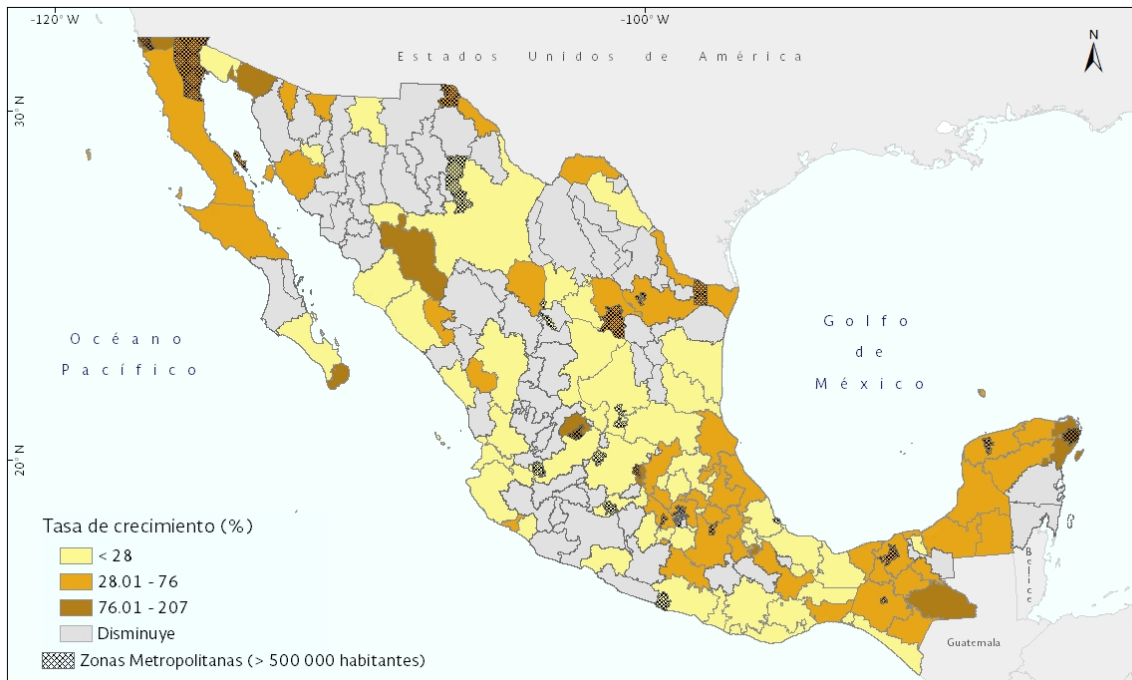 -120° W
-100° W
Estados Unidos de América
N
30° N
Golfo
de
México
Océano
Pacífico
20° N
Tasa de crecimiento (%)
< 28
28.01 - 76
76.01 - 207
Disminuye
Zonas Metropolitanas (> 500 000 habitantes)
Belice
Guatemala